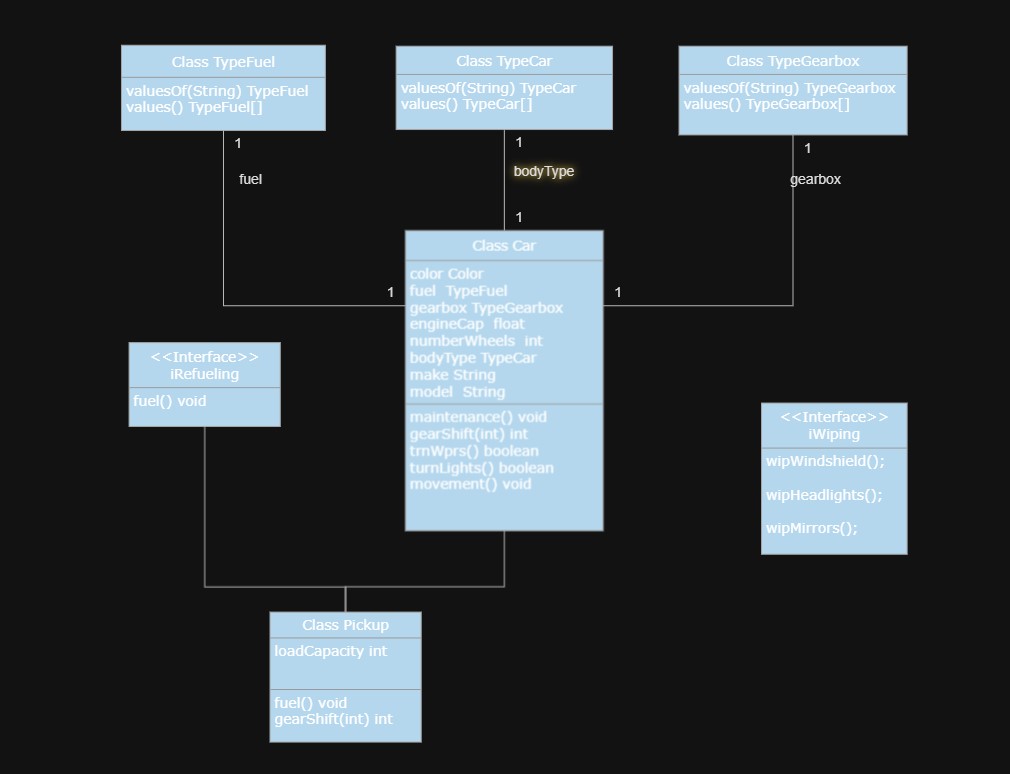 Class TypeFuel
valuesOf(String) TypeFuel
values() TypeFuel[]
Class TypeCar
valuesOf(String) TypeCar
values() TypeCar[]
Class TypeGearbox
valuesOf(String) TypeGearbox
values() TypeGearbox[]
1
fuel
1
bodyType
1
gearbox
1
1
1
Class Car
color Color
fuel  TypeFuel
gearbox TypeGearbox
engineCap  float
numberWheels  int
bodyType TypeCar
make String
model  String
maintenance() void
gearShift(int) int
trnWprs() boolean
turnLights() boolean
movement() void
<<Interface>>
iRefueling
fuel() void
<<Interface>>
iWiping
wipWindshield();
wipHeadlights();
wipMirrors();
Class Pickup
loadCapacity int
fuel() void
gearShift(int) int